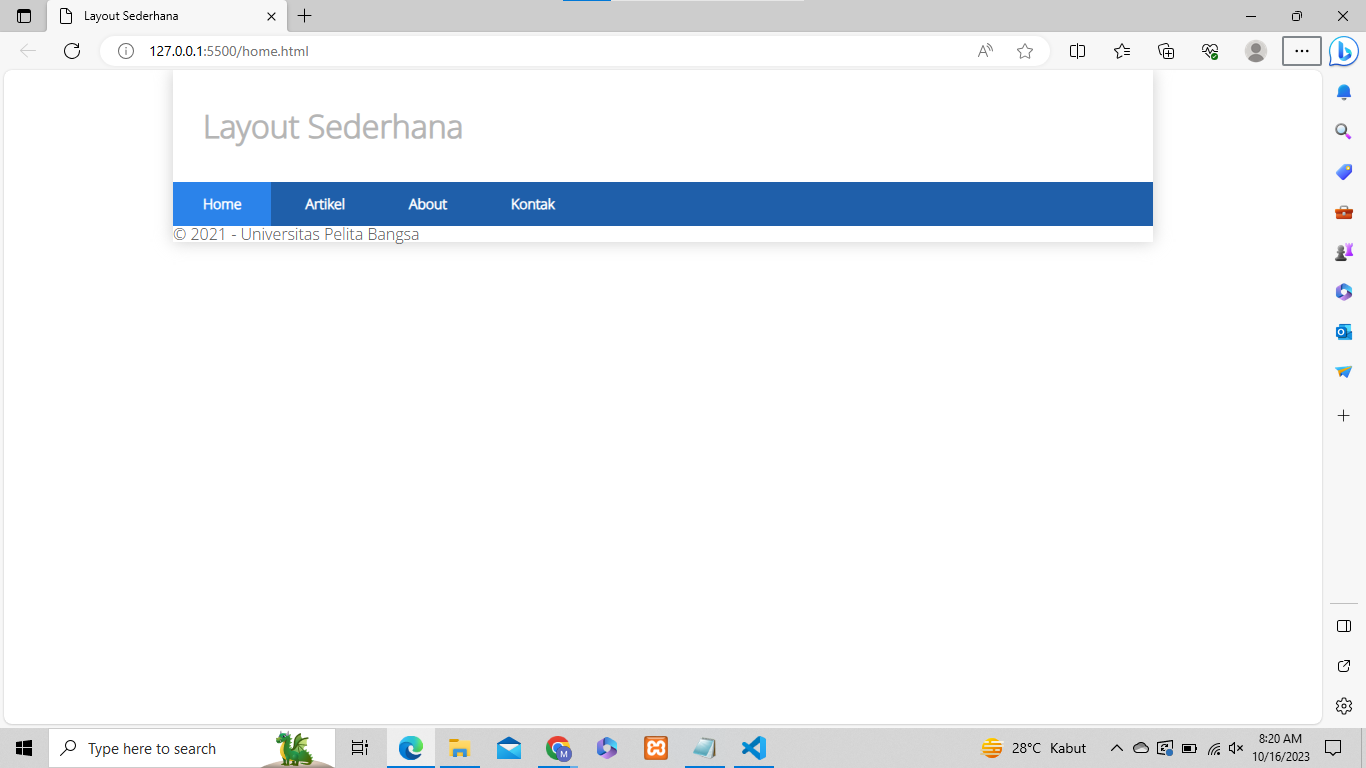 Layout Sederhana
127.0.0.1:5500/home.html
Layout Sederhana
Home Artikel About Kontak
© 2021 - Universitas Pelita Bangsa
Type here to search
28°C Kabut
8:20 AM
10/16/2023